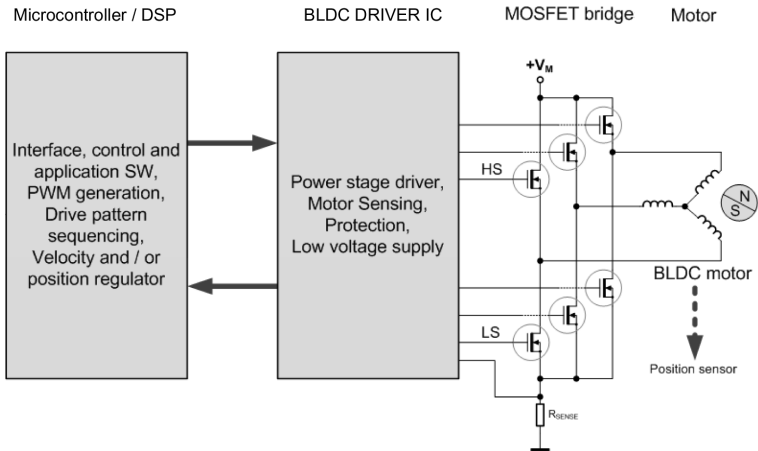 Microcontroller / DSP
BLDC DRIVER IC
MOSFET bridge
Motor
Interface, control and
application SW,
PWM generation,
Drive pattern
sequencing,
Velocity and / or
position regulator
Power stage driver,
Motor Sensing,
Protection,
Low voltage supply
+VM
HS
LS
RSENSE
N
S
BLDC motor
Position sensor